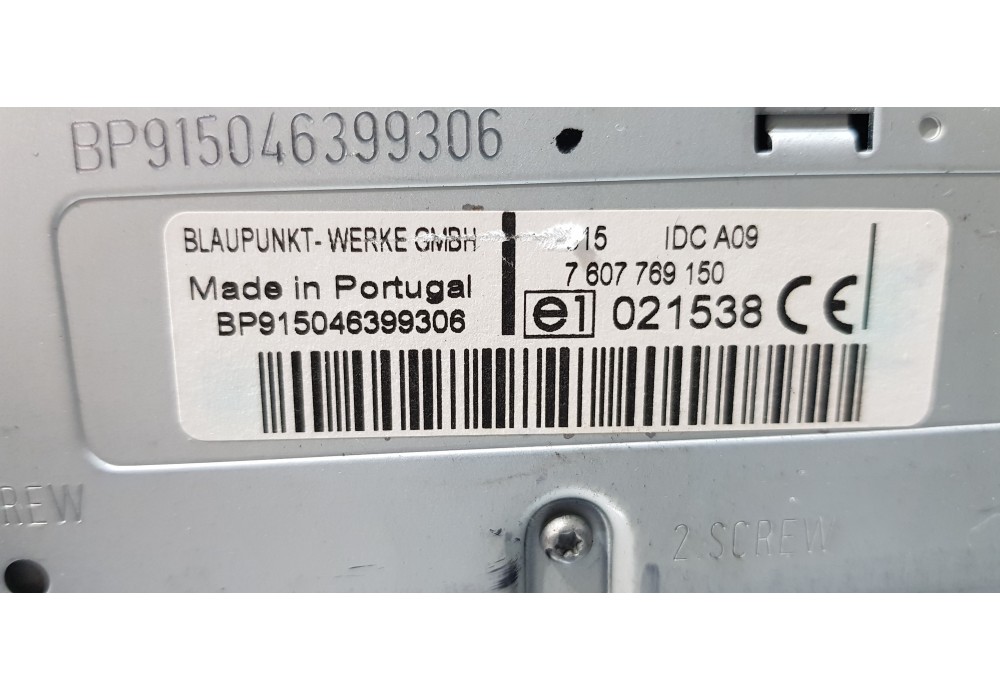 BP915046399306
BLAUPUNKT-WERKE GMBH
15 IDC A09
Made in Portugal
7 607 769 150
BP915046399306
e1 021538 CE
REW
2 SCREW